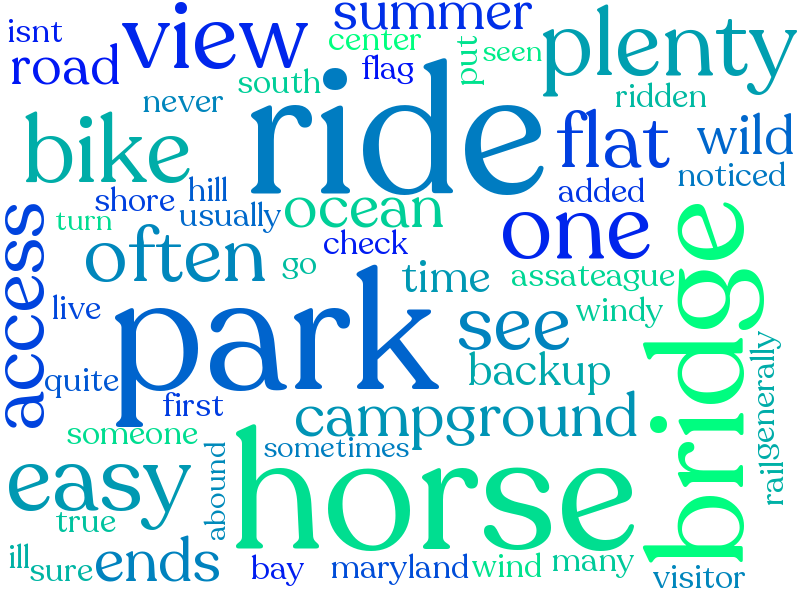 isnt
view
summer
center
put
seen
plenty
road
south
flag
never
ride
ridden
bike
flat
wild
noticed
shore
hill
added
turn
usually
ocean
one
check
access
often
go
time
assateague
bridge
live
park
see
windy
quite
backup
generally
first
campground
someone
sometimes
rail
easy
abound
horse
true
ill
sure
ends
bay
maryland
wind
many
visitor